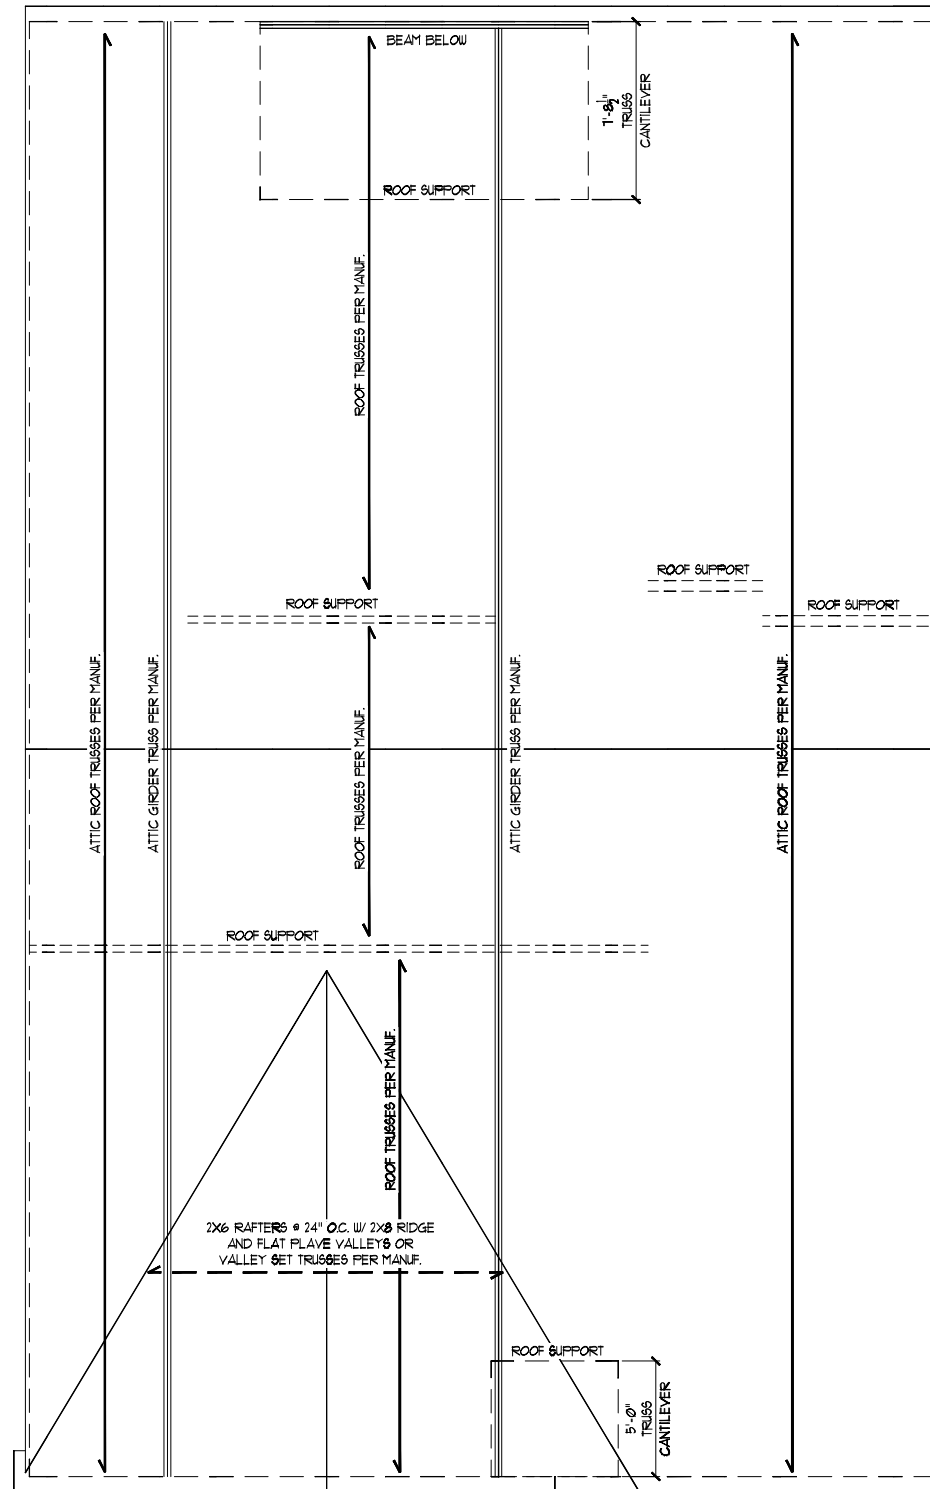 BEAM BELOW
7'-8½"
TRUSS
CANTILEVER
ROOF SUPPORT
ROOF TRUSSES PER MANUF.
ROOF SUPPORT
ROOF SUPPORT
ROOF SUPPORT
ATTIC ROOF TRUSSES PER MANUF.
ATTIC GIRDER TRUSS PER MANUF.
ROOF TRUSSES PER MANUF.
ATTIC GIRDER TRUSS PER MANUF.
ATTIC ROOF TRUSSES PER MANUF.
ROOF SUPPORT
ROOF TRUSSES PER MANUF.
2X6 RAFTERS @ 24" O.C. W/ 2X8 RIDGE
AND FLAT PLAVE VALLEYS OR
VALLEY SET TRUSSES PER MANUF.
ROOF SUPPORT
5'-0"
TRUSS
CANTILEVER